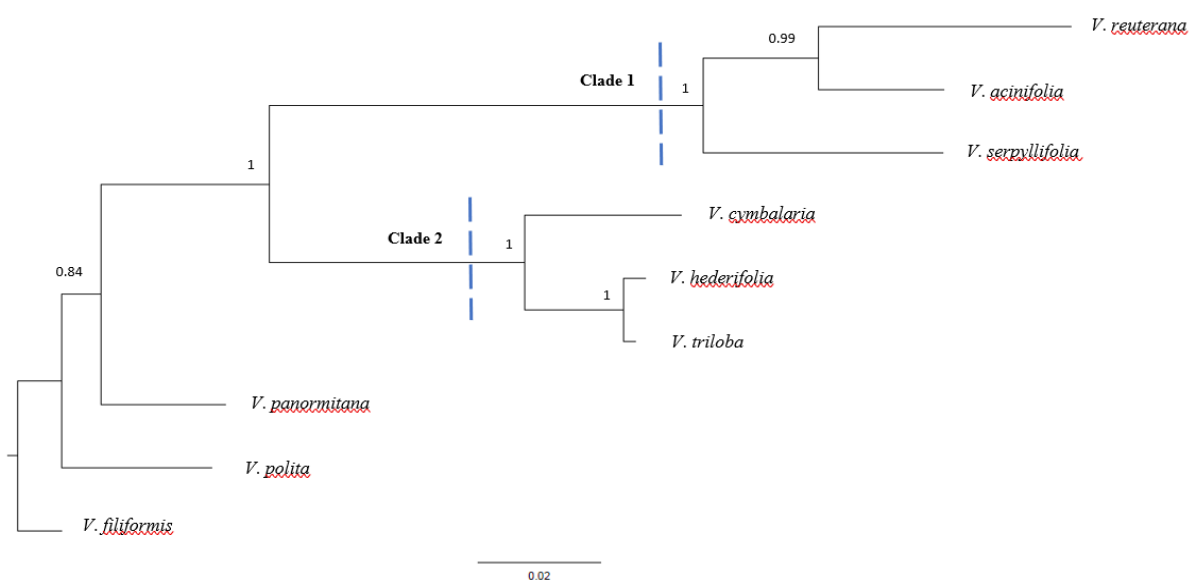 V. reuterana
0.99
Clade 1
1
V. acinifolia
V. serpyllifolia
1
V. cymbalaria
Clade 2
1
0.84
V. hederifolia
1
V. triloba
V. panormitana
V. polita
V. filiformis
0.02